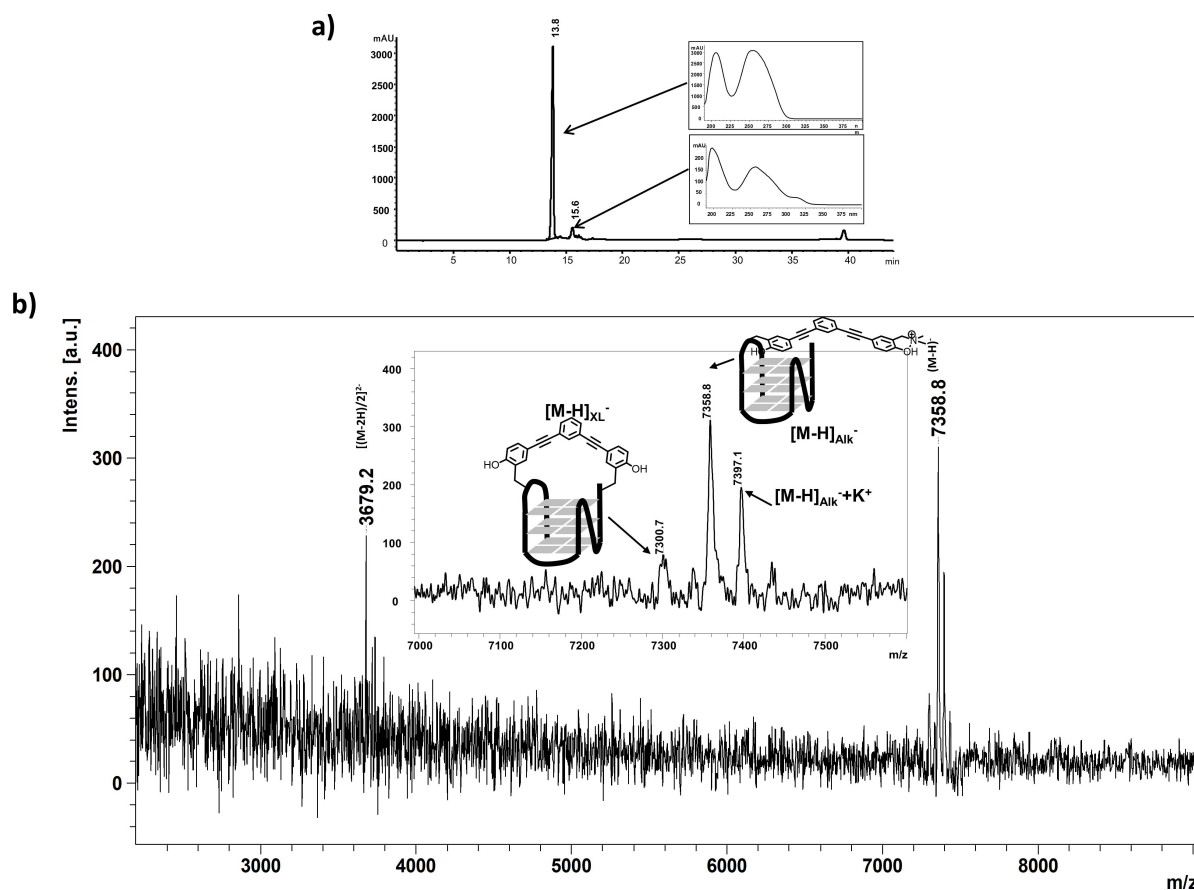 a)
mAU
3000
2500
2000
1500
1000
500
0
13.8
15.6
5 10 15 20 25 30 35 40 min
mAU
3000
2500
2000
1500
1000
500
0
200 225 250 275 300 325 350 375 n
m
mAU
200
150
100
50
0
200 225 250 275 300 325 350 375 nm
b)
Intens. [a.u.]
400
300
200
100
0
3679.2 [(M-2H)/2]²⁻
7358.8 (M-H)⁻
400
300
200
100
0
[M-H]XL⁻
HO
OH
7300.7
7358.8
7397.1
HO
OH
N
⊕
[M-H]Alk⁻
[M-H]Alk⁻+K⁺
7000 7100 7200 7300 7400 7500 m/z
3000 4000 5000 6000 7000 8000
m/z